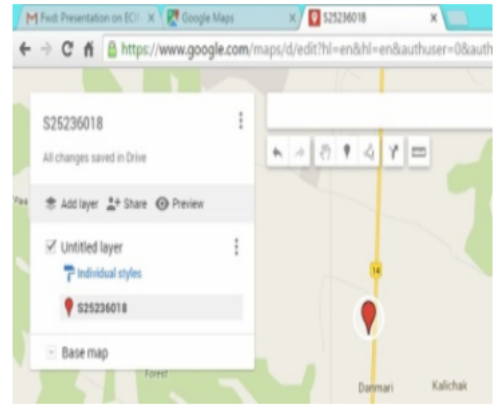 Fwd: Presentation on ECI
Google Maps
S25236018
https://www.google.com/maps/d/edit?hl=en&hl=en&authuser=0&auth
S25236018
All changes saved in Drive
Add layer
Share
Preview
Untitled layer
Individual styles
S25236018
Base map
14
Forest
Danmari
Kalichak